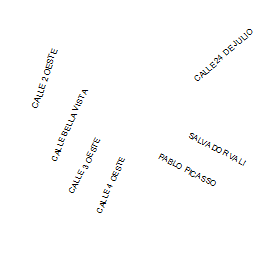 CALLE 24 DE JULIO
CALLE 2 OESTE
CALLE BELLA VISTA
CALLE 3 OESTE
SALVADOR VALI
CALLE 4 OESTE
PABLO PICASSO